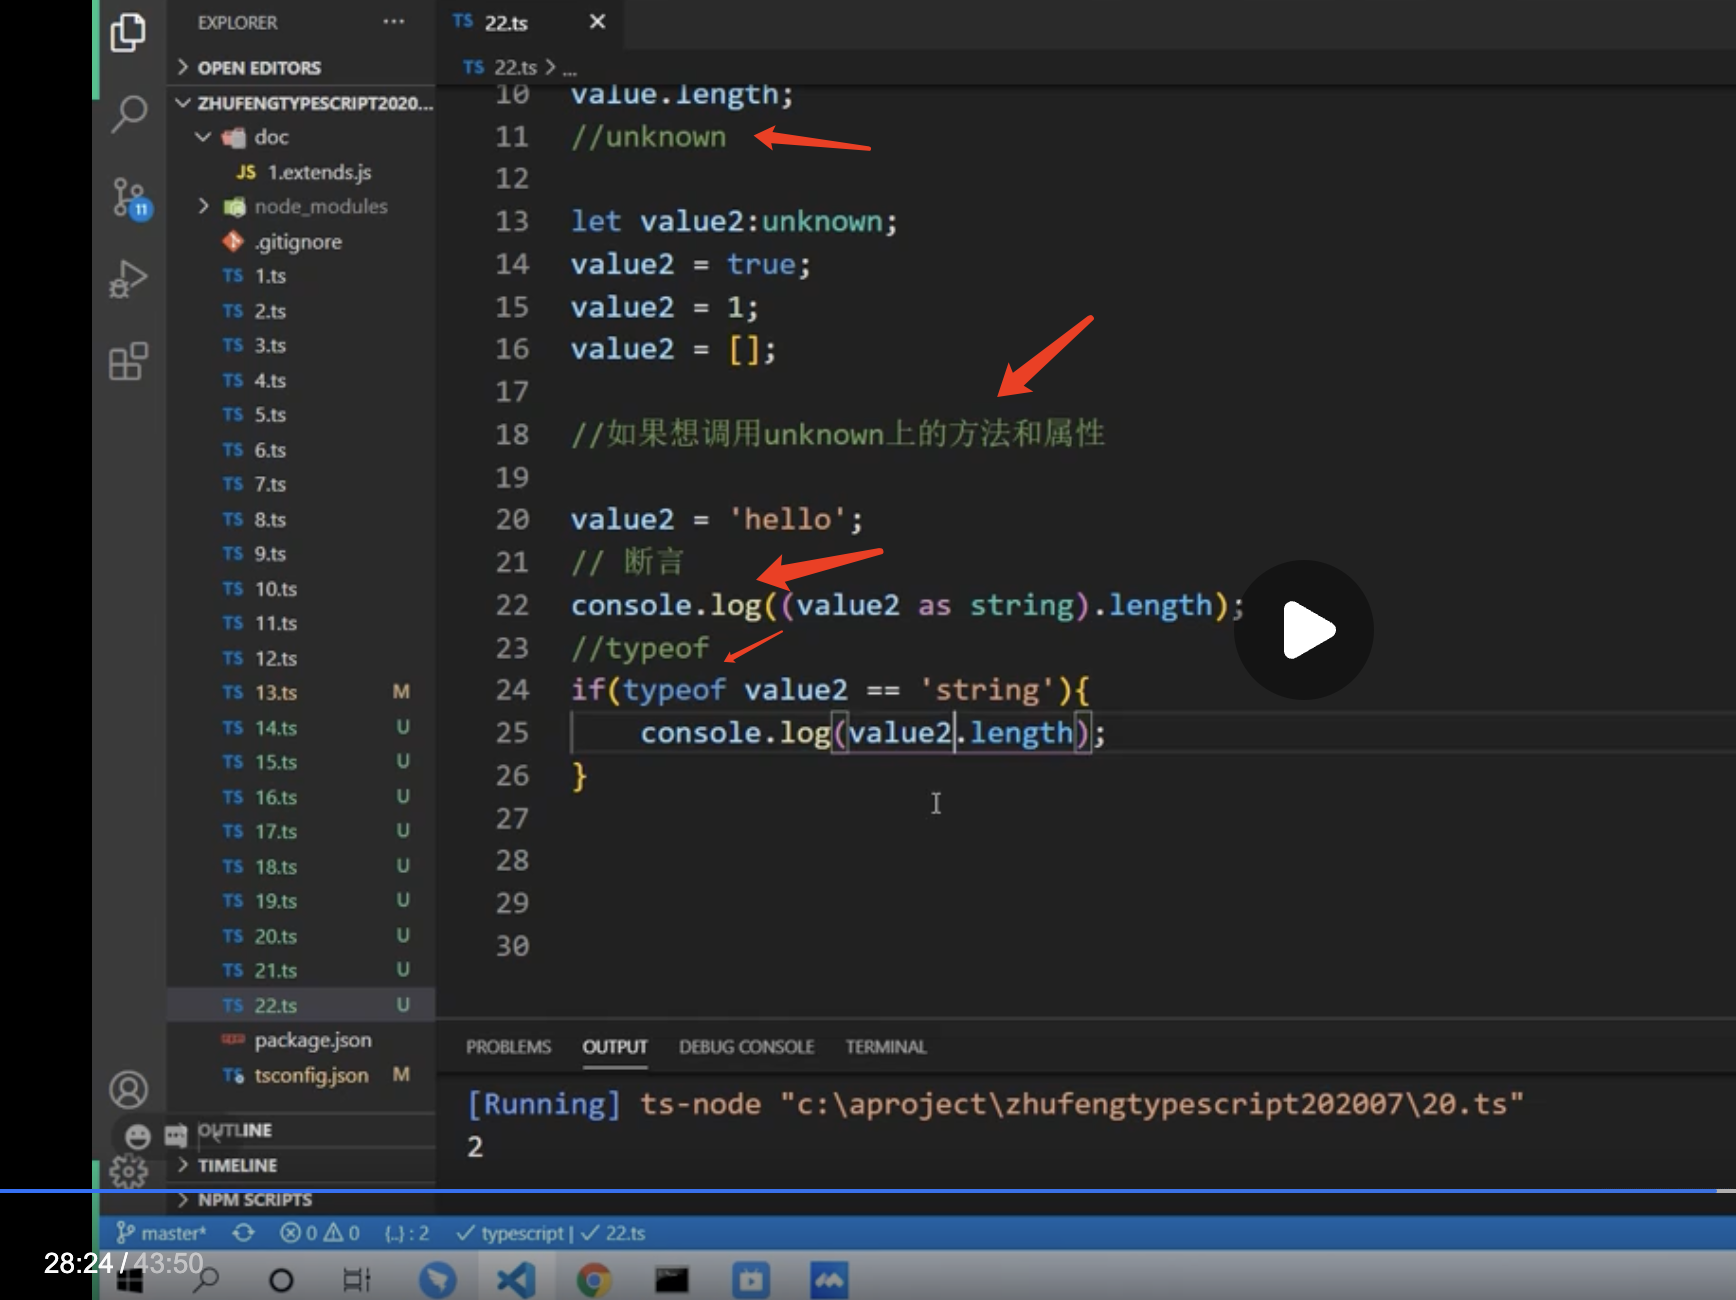 EXPLORER ...
TS 22.ts
OPEN EDITORS
TS 22.ts > ...
ZHUFENGTYPESCRIPT2020...
doc
JS 1.extends.js
node_modules
.gitignore
TS 1.ts
TS 2.ts
TS 3.ts
TS 4.ts
TS 5.ts
TS 6.ts
TS 7.ts
TS 8.ts
TS 9.ts
TS 10.ts
TS 11.ts
TS 12.ts
TS 13.ts M
TS 14.ts U
TS 15.ts U
TS 16.ts U
TS 17.ts U
TS 18.ts U
TS 19.ts U
TS 20.ts U
TS 21.ts U
TS 22.ts U
package.json
tsconfig.json M
OUTLINE
TIMELINE
NPM SCRIPTS
11
10 value.length;
11 //unknown
12
13 let value2:unknown;
14 value2 = true;
15 value2 = 1;
16 value2 = [];
17
18 //如果想调用unknown上的方法和属性
19
20 value2 = 'hello';
21 // 断言
22 console.log((value2 as string).length);
23 //typeof
24 if(typeof value2 == 'string'){
25 console.log(value2.length);
26 }
27
28
29
30
PROBLEMS OUTPUT DEBUG CONSOLE TERMINAL
[Running] ts-node "c:\aproject\zhufengtypescript202007\20.ts"
2
master* 0 0 {..} : 2 typescript | 22.ts
28:24 / 43:50